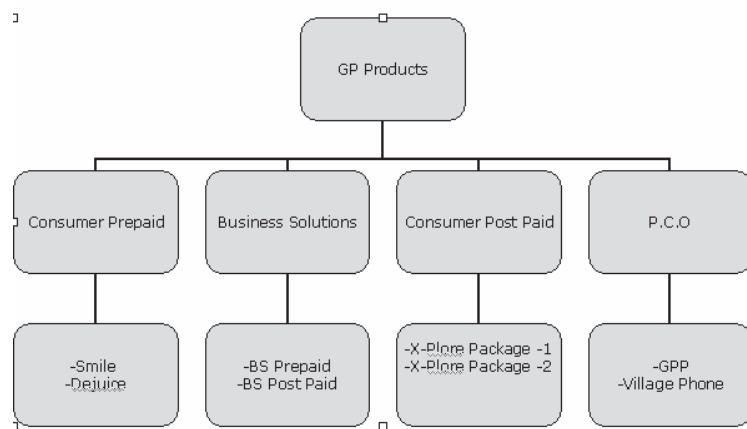 GP Products
Consumer Prepaid
Business Solutions
Consumer Post Paid
P.C.O
-Smile
-Dejuice
-BS Prepaid
-BS Post Paid
-X-Plore Package -1
-X-Plore Package -2
-GPP
-Village Phone